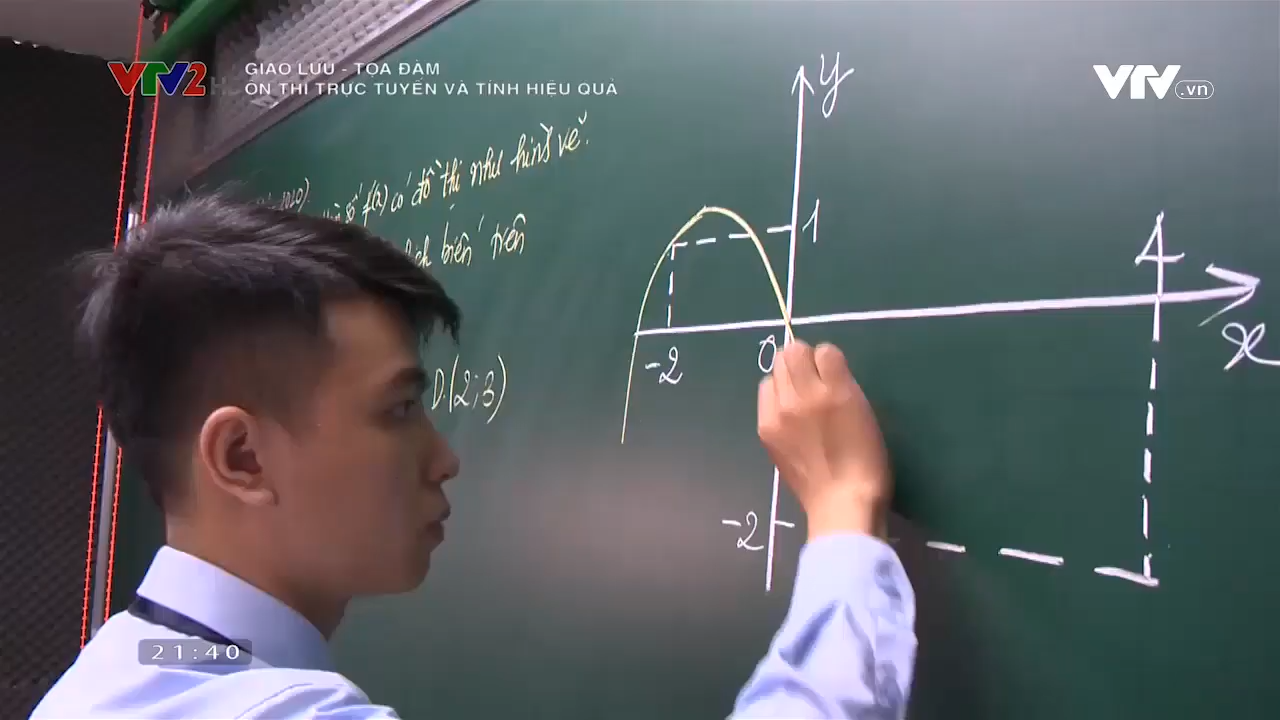 VTV2
GIAO LƯU - TỌA ĐÀM
ÔN THI TRỰC TUYẾN VÀ TÍNH HIỆU QUẢ
VTV.vn
số f(x) có đồ thị như hình vẽ.
biến trên
D.(2;3)
y
1
4
-2
0
x
-2
21:40